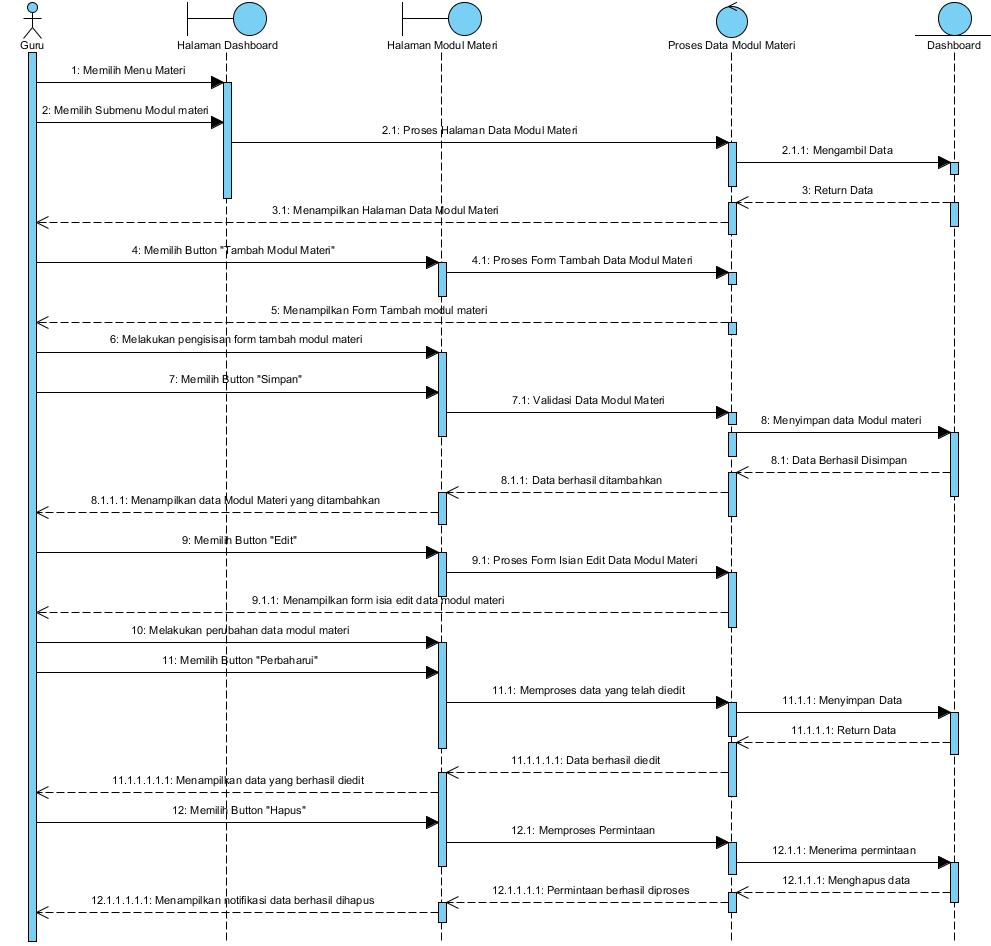 Guru
Halaman Dashboard
Halaman Modul Materi
Proses Data Modul Materi
Dashboard
1: Memilih Menu Materi
2: Memilih Submenu Modul materi
2.1: Proses Halaman Data Modul Materi
2.1.1: Mengambil Data
3: Return Data
3.1: Menampilkan Halaman Data Modul Materi
4: Memilih Button "Tambah Modul Materi"
4.1: Proses Form Tambah Data Modul Materi
5: Menampilkan Form Tambah modul materi
6: Melakukan pengisisan form tambah modul materi
7: Memilih Button "Simpan"
7.1: Validasi Data Modul Materi
8: Menyimpan data Modul materi
8.1: Data Berhasil Disimpan
8.1.1: Data berhasil ditambahkan
8.1.1.1: Menampilkan data Modul Materi yang ditambahkan
9: Memilih Button "Edit"
9.1: Proses Form Isian Edit Data Modul Materi
9.1.1: Menampilkan form isia edit data modul materi
10: Melakukan perubahan data modul materi
11: Memilih Button "Perbaharui"
11.1: Memproses data yang telah diedit
11.1.1: Menyimpan Data
11.1.1.1: Return Data
11.1.1.1.1: Data berhasil diedit
11.1.1.1.1.1: Menampilkan data yang berhasil diedit
12: Memilih Button "Hapus"
12.1: Memproses Permintaan
12.1.1: Menerima permintaan
12.1.1.1: Menghapus data
12.1.1.1.1: Permintaan berhasil diproses
12.1.1.1.1.1: Menampilkan notifikasi data berhasil dihapus